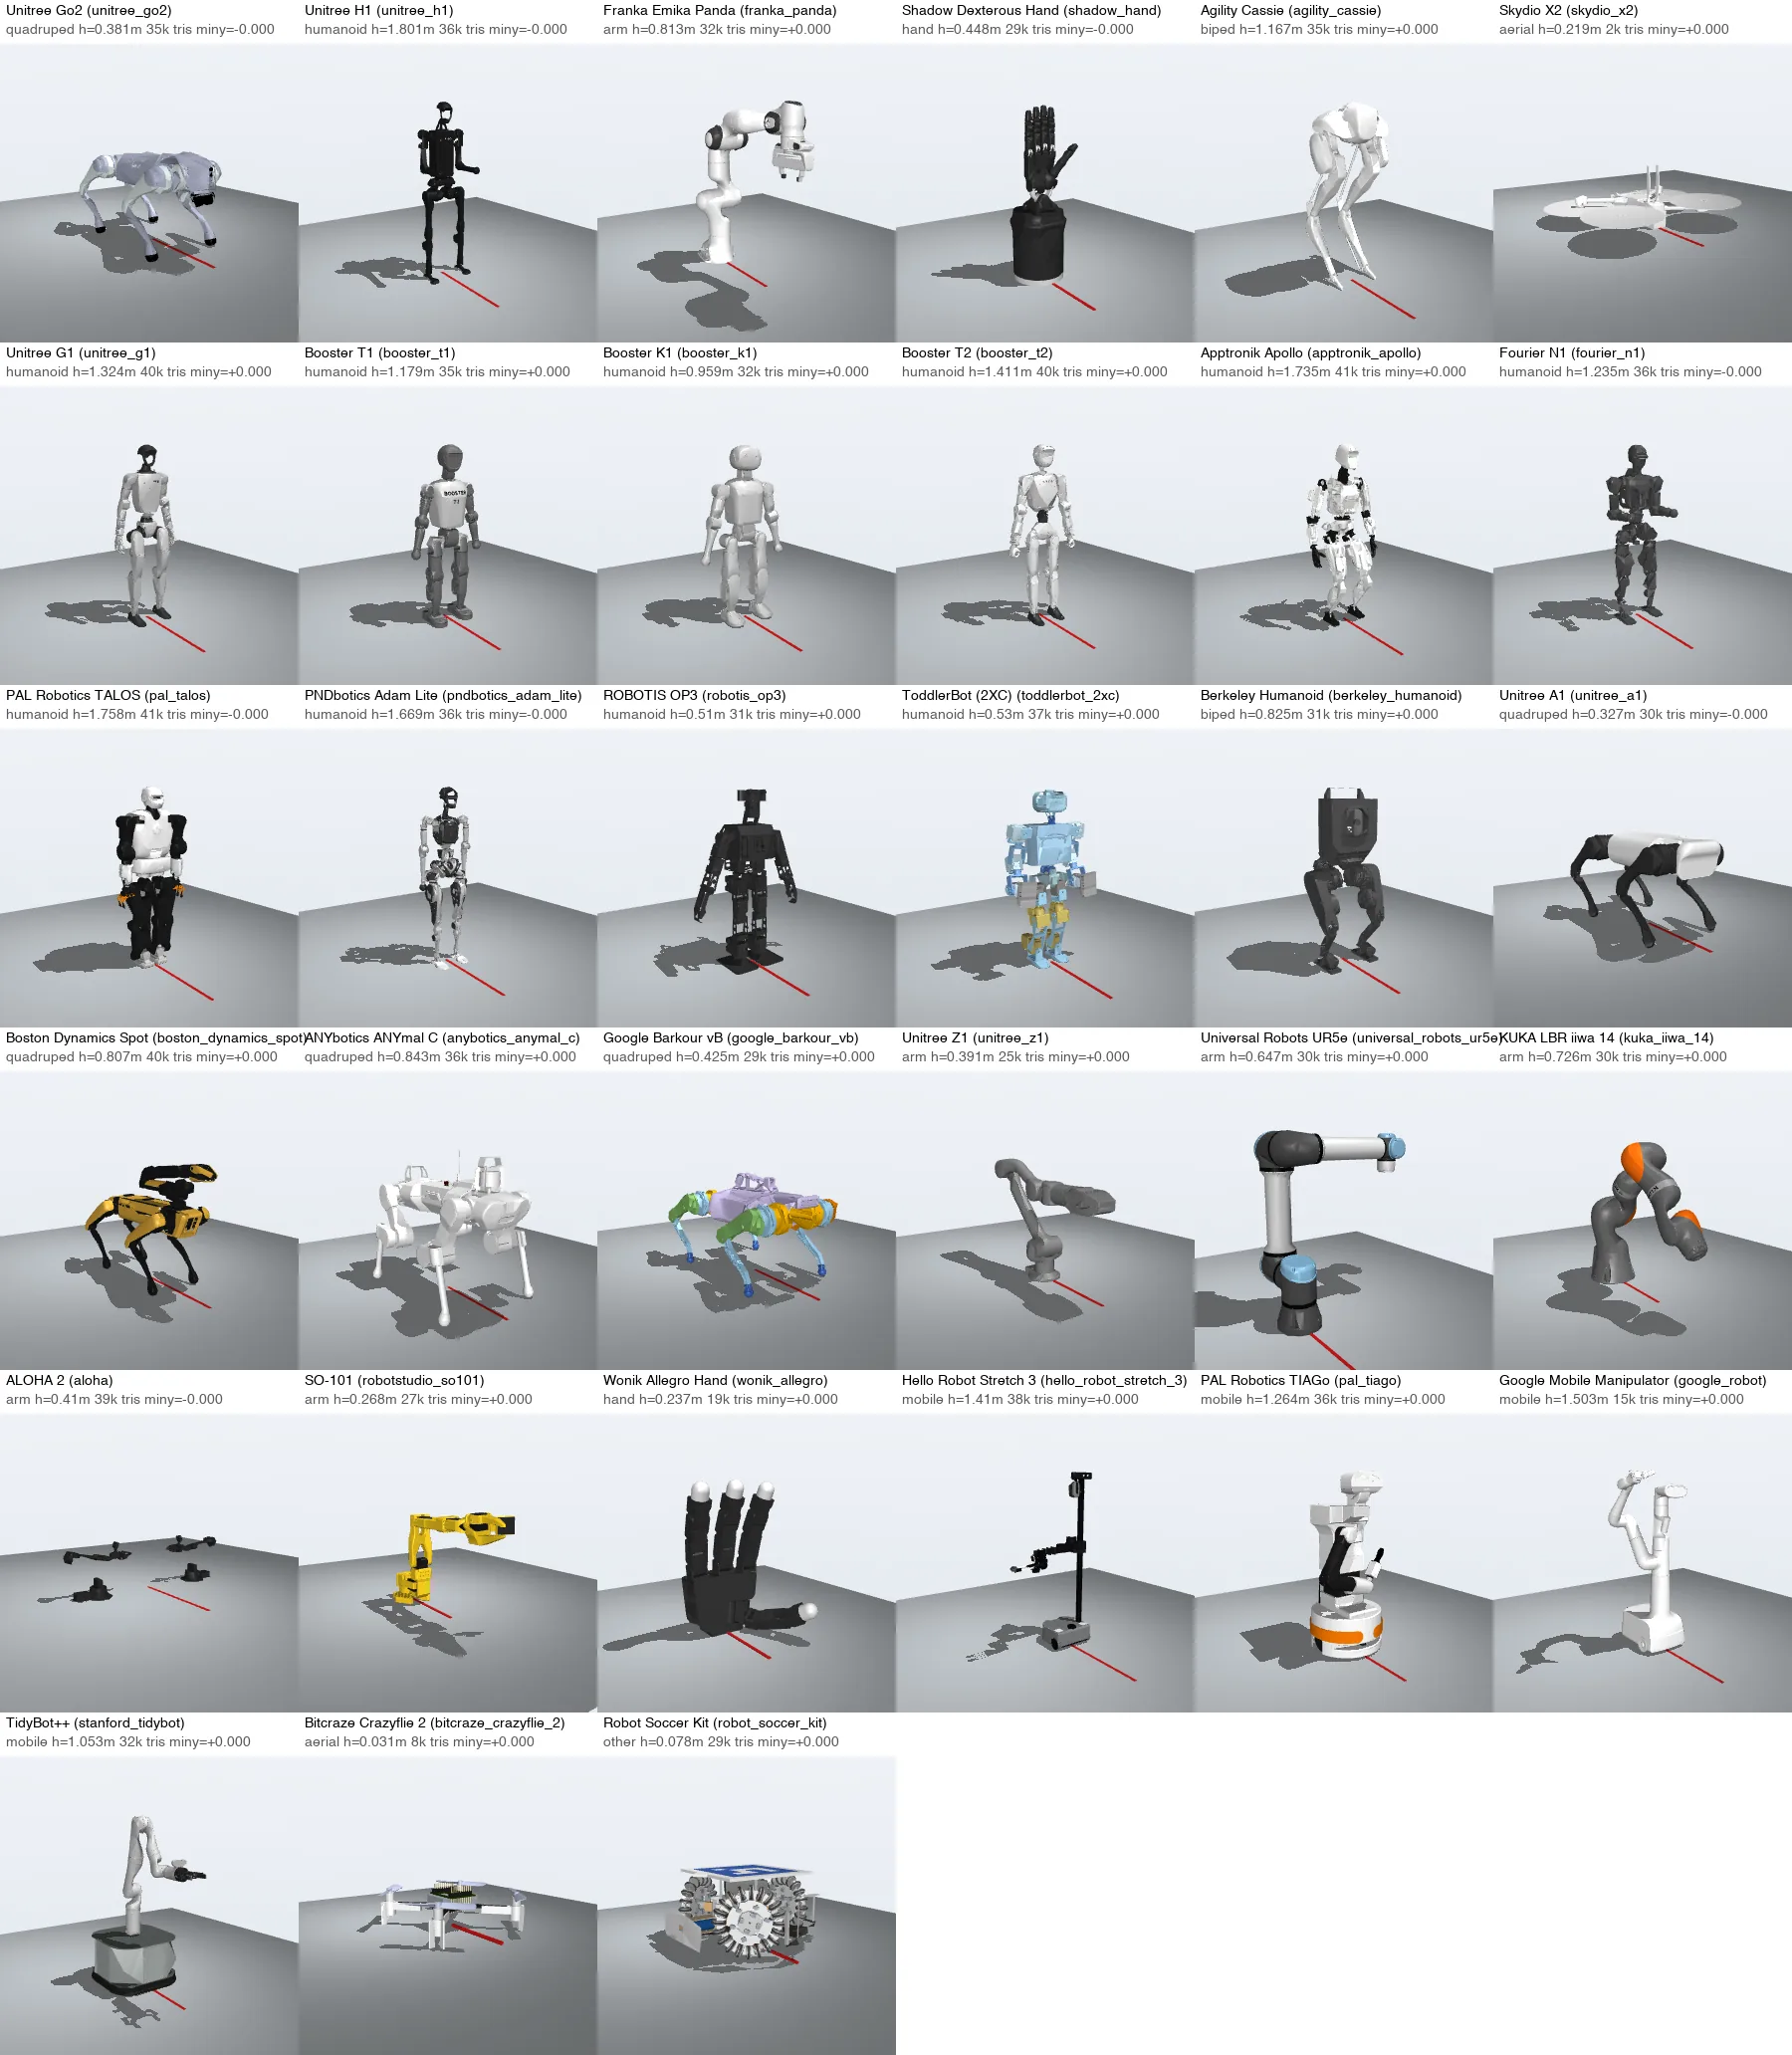 Unitree Go2 (unitree_go2)
quadruped h=0.381m 35k tris miny=-0.000
Unitree H1 (unitree_h1)
humanoid h=1.801m 36k tris miny=-0.000
Franka Emika Panda (franka_panda)
arm h=0.813m 32k tris miny=+0.000
Shadow Dexterous Hand (shadow_hand)
hand h=0.448m 29k tris miny=-0.000
Agility Cassie (agility_cassie)
biped h=1.167m 35k tris miny=+0.000
Skydio X2 (skydio_x2)
aerial h=0.219m 2k tris miny=+0.000
Unitree G1 (unitree_g1)
humanoid h=1.324m 40k tris miny=+0.000
Booster T1 (booster_t1)
humanoid h=1.179m 35k tris miny=+0.000
Booster K1 (booster_k1)
humanoid h=0.959m 32k tris miny=+0.000
Booster T2 (booster_t2)
humanoid h=1.411m 40k tris miny=+0.000
Apptronik Apollo (apptronik_apollo)
humanoid h=1.735m 41k tris miny=+0.000
Fourier N1 (fourier_n1)
humanoid h=1.235m 36k tris miny=-0.000
BOOSTER
T1
PAL Robotics TALOS (pal_talos)
humanoid h=1.758m 41k tris miny=-0.000
PNDbotics Adam Lite (pndbotics_adam_lite)
humanoid h=1.669m 36k tris miny=-0.000
ROBOTIS OP3 (robotis_op3)
humanoid h=0.51m 31k tris miny=+0.000
ToddlerBot (2XC) (toddlerbot_2xc)
humanoid h=0.53m 37k tris miny=+0.000
Berkeley Humanoid (berkeley_humanoid)
biped h=0.825m 31k tris miny=+0.000
Unitree A1 (unitree_a1)
quadruped h=0.327m 30k tris miny=-0.000
Boston Dynamics Spot (boston_dynamics_spot)
quadruped h=0.807m 40k tris miny=+0.000
ANYbotics ANYmal C (anybotics_anymal_c)
quadruped h=0.843m 36k tris miny=+0.000
Google Barkour vB (google_barkour_vb)
quadruped h=0.425m 29k tris miny=+0.000
Unitree Z1 (unitree_z1)
arm h=0.391m 25k tris miny=+0.000
Universal Robots UR5e (universal_robots_ur5e)
arm h=0.647m 30k tris miny=+0.000
KUKA LBR iiwa 14 (kuka_iiwa_14)
arm h=0.726m 30k tris miny=+0.000
ALOHA 2 (aloha)
arm h=0.41m 39k tris miny=-0.000
SO-101 (robotstudio_so101)
arm h=0.268m 27k tris miny=+0.000
Wonik Allegro Hand (wonik_allegro)
hand h=0.237m 19k tris miny=+0.000
Hello Robot Stretch 3 (hello_robot_stretch_3)
mobile h=1.41m 38k tris miny=+0.000
PAL Robotics TIAGo (pal_tiago)
mobile h=1.264m 36k tris miny=+0.000
Google Mobile Manipulator (google_robot)
mobile h=1.503m 15k tris miny=+0.000
TidyBot++ (stanford_tidybot)
mobile h=1.053m 32k tris miny=+0.000
Bitcraze Crazyflie 2 (bitcraze_crazyflie_2)
aerial h=0.031m 8k tris miny=+0.000
Robot Soccer Kit (robot_soccer_kit)
other h=0.078m 29k tris miny=+0.000